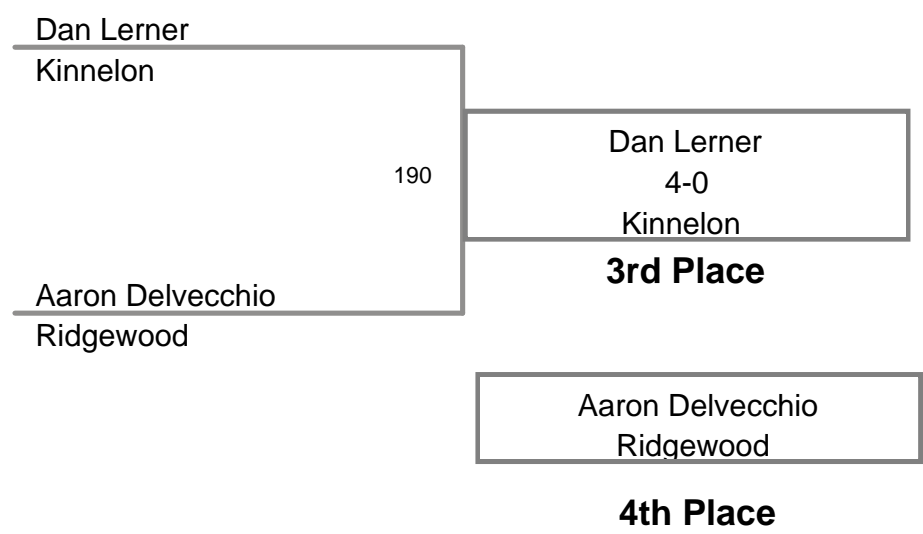 Dan Lerner
Kinnelon
190
Dan Lerner
4-0
Kinnelon
3rd Place
Aaron Delvecchio
Ridgewood
Aaron Delvecchio
Ridgewood
4th Place